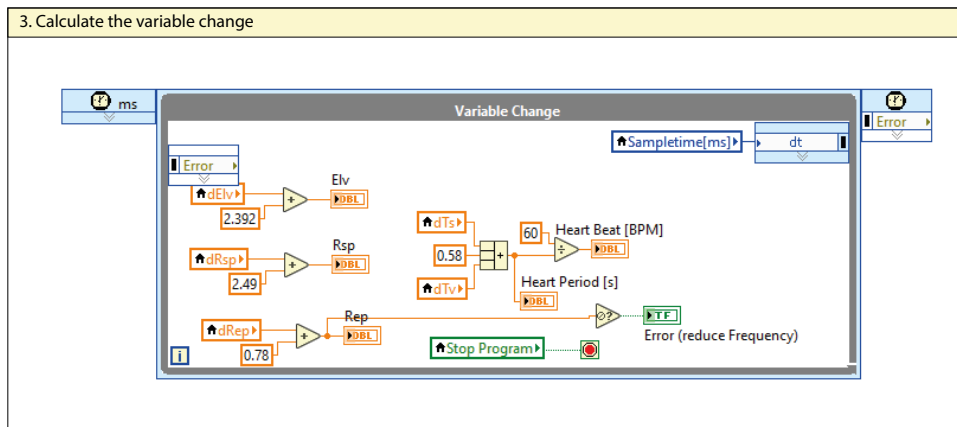 3. Calculate the variable change
ms
Variable Change
Error
Sampletime[ms]
dt
Error
dElv
+
Elv
DBL
2.392
dRsp
+
Rsp
DBL
2.49
dRep
+
Rep
DBL
0.78
dTs
0.58
dTv
+
60
÷
Heart Beat [BPM]
DBL
Heart Period [s]
DBL
?
TF
Error (reduce Frequency)
Stop Program
i